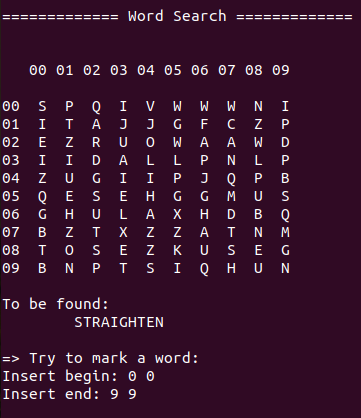 ============= Word Search =============
00 01 02 03 04 05 06 07 08 09
00 S P Q I V W W W N I
01 I T A J J G F C Z P
02 E Z R U O W A A W D
03 I I D A L L P N L P
04 Z U G I I P J Q P B
05 Q E S E H G G M U S
06 G H U L A X H D B Q
07 B Z T X Z Z A T N M
08 T O S E Z K U S E G
09 B N P T S I Q H U N
To be found:
STRAIGHTEN
=> Try to mark a word:
Insert begin: 0 0
Insert end: 9 9